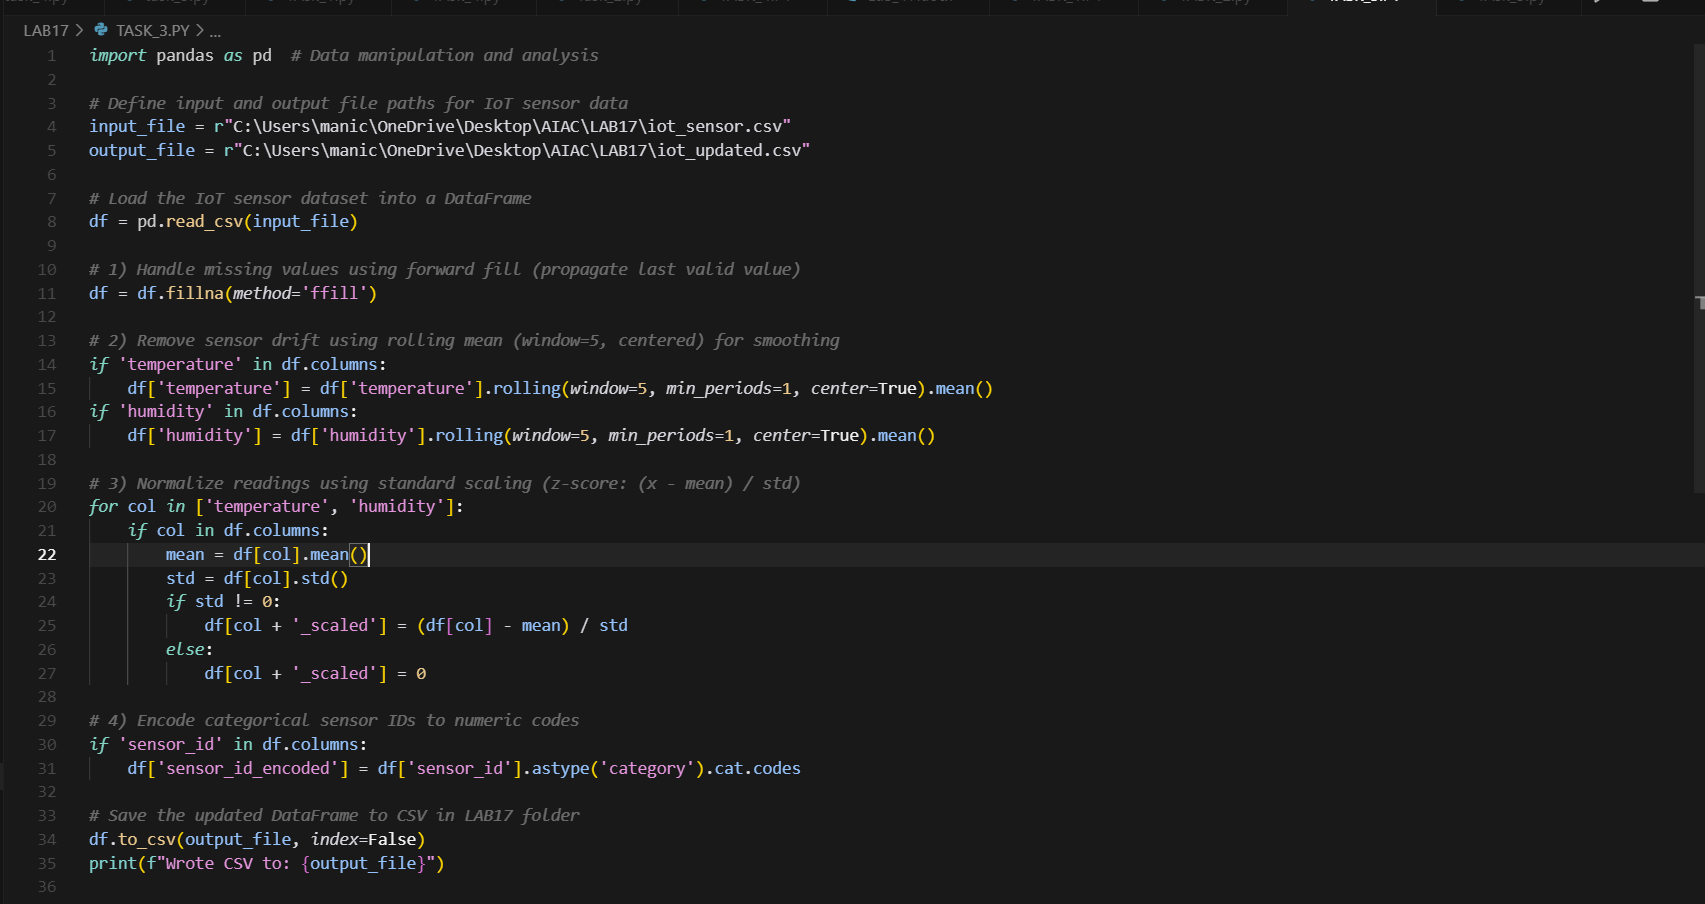 LAB17 > TASK_3.PY > ...
1 import pandas as pd  # Data manipulation and analysis
2
3 # Define input and output file paths for IoT sensor data
4 input_file = r"C:\Users\manic\OneDrive\Desktop\AIAC\LAB17\iot_sensor.csv"
5 output_file = r"C:\Users\manic\OneDrive\Desktop\AIAC\LAB17\iot_updated.csv"
6
7 # Load the IoT sensor dataset into a DataFrame
8 df = pd.read_csv(input_file)
9
10 # 1) Handle missing values using forward fill (propagate last valid value)
11 df = df.fillna(method='ffill')
12
13 # 2) Remove sensor drift using rolling mean (window=5, centered) for smoothing
14 if 'temperature' in df.columns:
15     df['temperature'] = df['temperature'].rolling(window=5, min_periods=1, center=True).mean()
16 if 'humidity' in df.columns:
17     df['humidity'] = df['humidity'].rolling(window=5, min_periods=1, center=True).mean()
18
19 # 3) Normalize readings using standard scaling (z-score: (x - mean) / std)
20 for col in ['temperature', 'humidity']:
21     if col in df.columns:
22         mean = df[col].mean()
23         std = df[col].std()
24         if std != 0:
25             df[col + '_scaled'] = (df[col] - mean) / std
26         else:
27             df[col + '_scaled'] = 0
28
29 # 4) Encode categorical sensor IDs to numeric codes
30 if 'sensor_id' in df.columns:
31     df['sensor_id_encoded'] = df['sensor_id'].astype('category').cat.codes
32
33 # Save the updated DataFrame to CSV in LAB17 folder
34 df.to_csv(output_file, index=False)
35 print(f"Wrote CSV to: {output_file}")
36